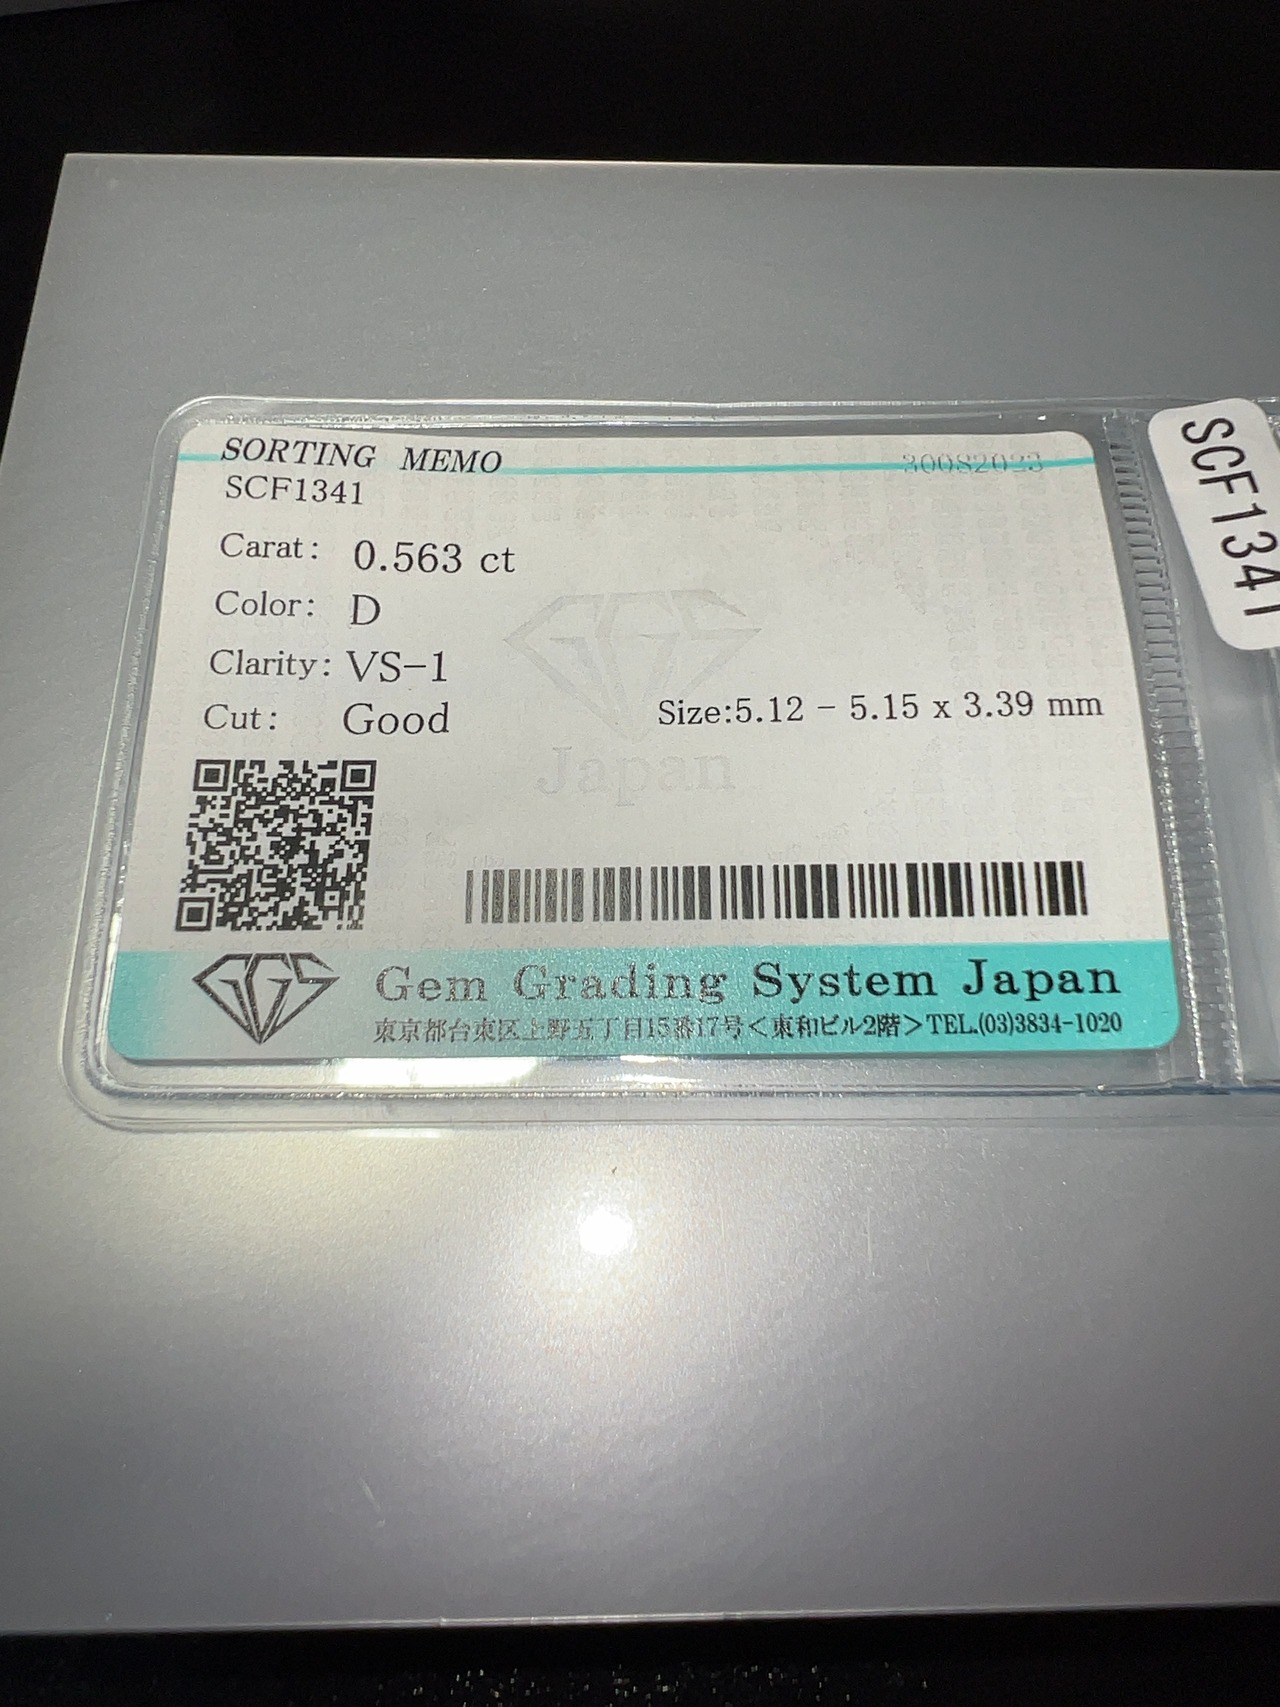 SORTING MEMO
30082023
SCF1341
Carat: 0.563 ct
Color: D
Clarity: VS-1
Cut: Good
Size:5.12 - 5.15 x 3.39 mm
GGS
Japan
GGS
Gem Grading System Japan
東京都台東区上野五丁目15番17号<東和ビル2階>TEL.(03)3834-1020
SCF1341